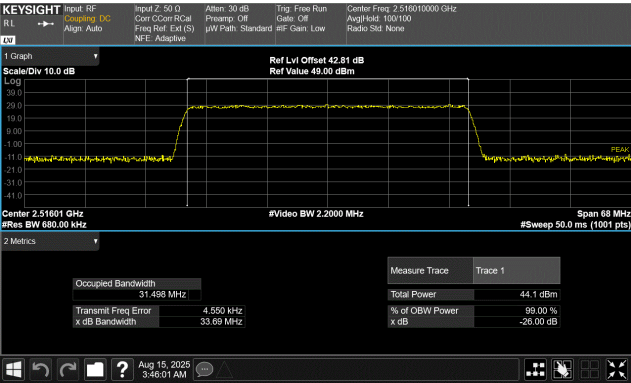 KEYSIGHT
RL
LXI
Input: RF
Coupling: DC
Align: Auto
Input Z: 50 Ω
Corr CCorr RCal
Freq Ref: Ext (S)
NFE: Adaptive
Atten: 30 dB
Preamp: Off
µW Path: Standard
Trig: Free Run
Gate: Off
#IF Gain: Low
Center Freq: 2.516010000 GHz
Avg|Hold: 100/100
Radio Std: None
1 Graph
Scale/Div 10.0 dB
Ref Lvl Offset 42.81 dB
Ref Value 49.00 dBm
Log
39.0
29.0
19.0
9.00
-1.00
-11.0
-21.0
-31.0
-41.0
PEAK
Center 2.51601 GHz
#Video BW 2.2000 MHz
Span 68 MHz
#Res BW 680.00 kHz
#Sweep 50.0 ms (1001 pts)
2 Metrics
Measure Trace Trace 1
Occupied Bandwidth
31.498 MHz
Total Power 44.1 dBm
Transmit Freq Error 4.550 kHz
% of OBW Power 99.00 %
x dB Bandwidth 33.69 MHz
x dB -26.00 dB
?
Aug 15, 2025
3:46:01 AM